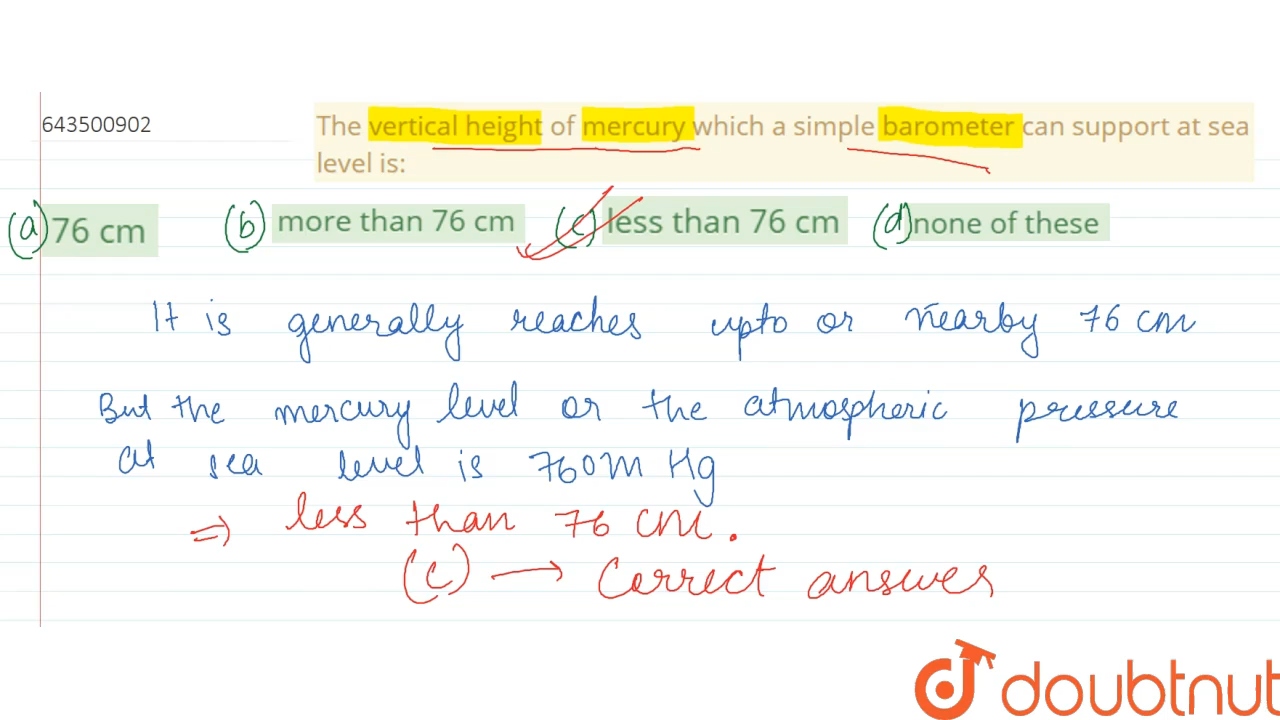 643500902
The vertical height of mercury which a simple barometer can support at sea
level is:
(a) 76 cm (b) more than 76 cm (c) less than 76 cm (d) none of these
It is generally reaches upto or nearby 76 cm
But the mercury level or the atmospheric pressure
at sea level is 760m Hg
⇒ less than 76 cm.
(c) → Correct answer
doubtnut